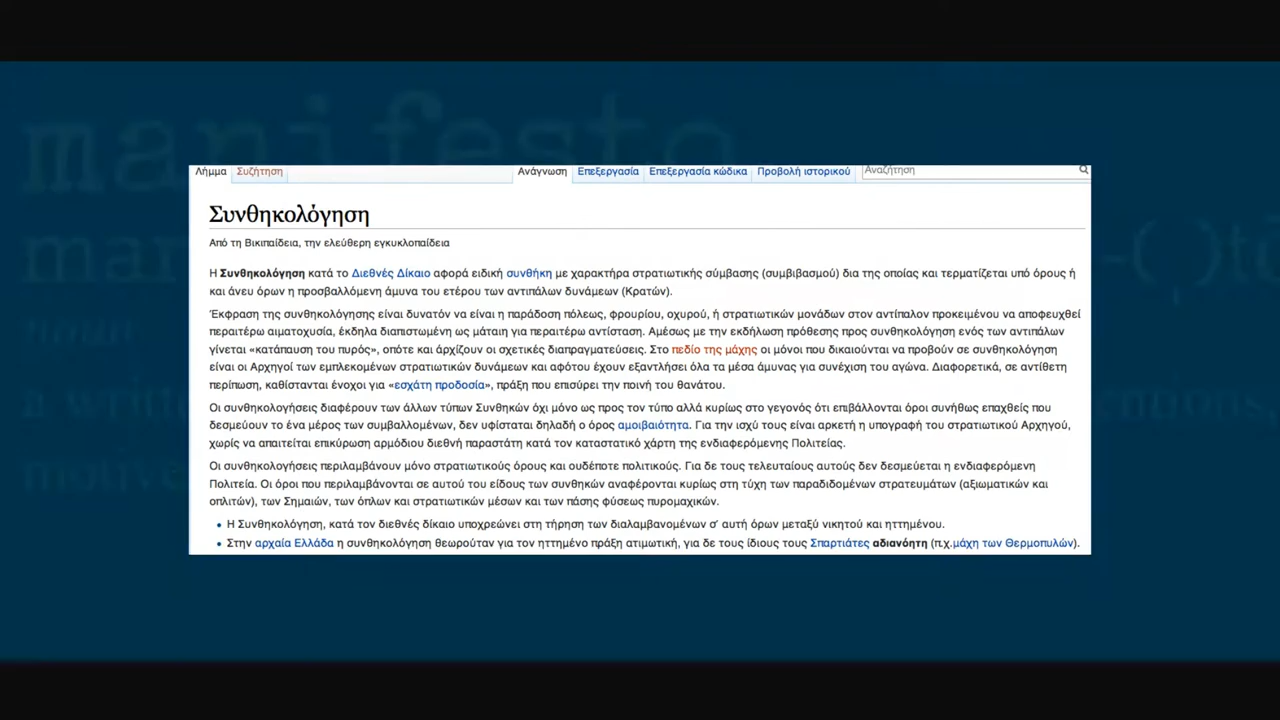 manifesto
Λήμμα Συζήτηση Ανάγνωση Επεξεργασία Επεξεργασία κώδικα Προβολή ιστορικού Αναζήτηση
Συνθηκολόγηση
Από τη Βικιπαίδεια, την ελεύθερη εγκυκλοπαίδεια
Η Συνθηκολόγηση κατά το Διεθνές Δίκαιο αφορά ειδική συνθήκη με χαρακτήρα στρατιωτικής σύμβασης (συμβιβασμού) δια της οποίας και τερματίζεται υπό όρους ή
και άνευ όρων η προσβαλλόμενη άμυνα του ετέρου των αντιπάλων δυνάμεων (Κρατών).
Έκφραση της συνθηκολόγησης είναι δυνατόν να είναι η παράδοση πόλεως, φρουρίου, οχυρού, ή στρατιωτικών μονάδων στον αντίπαλον προκειμένου να αποφευχθεί
περαιτέρω αιματοχυσία, έκδηλα διαπιστωμένη ως μάταιη για περαιτέρω αντίσταση. Αμέσως με την εκδήλωση πρόθεσης προς συνθηκολόγηση ενός των αντιπάλων
γίνεται «κατάπαυση του πυρός», οπότε και άρχίζουν οι σχετικές διαπραγματεύσεις. Στο πεδίο της μάχης οι μόνοι που δικαιούνται να προβούν σε συνθηκολόγηση
είναι οι Αρχηγοί των εμπλεκομένων στρατιωτικών δυνάμεων και αφότου έχουν εξαντλήσει όλα τα μέσα άμυνας για συνέχιση του αγώνα. Διαφορετικά, σε αντίθετη
περίπωση, καθίστανται ένοχοι για «εσχάτη προδοσία», πράξη που επισύρει την ποινή του θανάτου.
Οι συνθηκολογήσεις διαφέρουν των άλλων τύπων Συνθηκών όχι μόνο ως προς τον τύπο αλλά κυρίως στο γεγονός ότι επιβάλλονται όροι συνήθως επαχθείς που
δεσμεύουν το ένα μέρος των συμβαλλομένων, δεν υφίσταται δηλαδή ο όρος αμοιβαιότητα. Για την ισχύ τους είναι αρκετή η υπογραφή του στρατιωτικού Αρχηγού,
χωρίς να απαιτείται επικύρωση αρμόδιου διεθνή παραστάτη κατά τον καταστατικό χάρτη της ενδιαφερόμενης Πολιτείας.
Οι συνθηκολογήσεις περιλαμβάνουν μόνο στρατιωτικούς όρους και ουδέποτε πολιτικούς. Για δε τους τελευταίους αυτούς δεν δεσμεύεται η ενδιαφερόμενη
Πολιτεία. Οι όροι που περιλαμβάνονται σε αυτού του είδους των συνθηκών αναφέρονται κυρίως στη τύχη των παραδιδομένων στρατευμάτων (αξιωματικών και
οπλιτών), των Σημαιών, των όπλων και στρατιωτικών μέσων και των πάσης φύσεως πυρομαχικών.
Η Συνθηκολόγηση, κατά τον διεθνές δίκαιο υποχρεώνει στη τήρηση των διαλαμβανομένων σ' αυτή όρων μεταξύ νικητού και ηττημένου.
Στην αρχαία Ελλάδα η συνθηκολόγηση θεωρούταν για τον ηττημένο πράξη ατιμωτική, για δε τους ίδιους τους Σπαρτιάτες αδιανόητη (π.χ.μάχη των Θερμοπυλών).